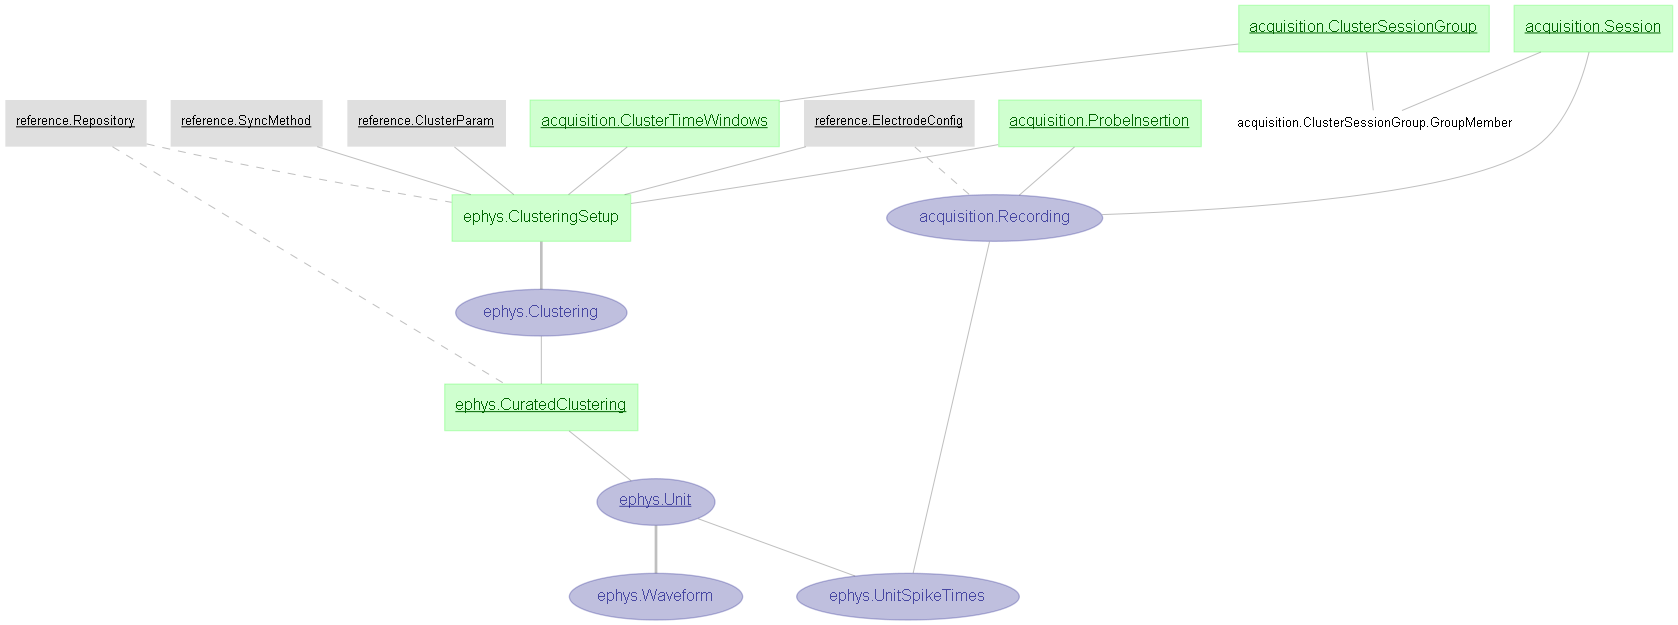 acquisition.ClusterSessionGroup
acquisition.Session
reference.Repository
reference.SyncMethod
reference.ClusterParam
acquisition.ClusterTimeWindows
reference.ElectrodeConfig
acquisition.ProbeInsertion
acquisition.ClusterSessionGroup.GroupMember
ephys.ClusteringSetup
acquisition.Recording
ephys.Clustering
ephys.CuratedClustering
ephys.Unit
ephys.Waveform
ephys.UnitSpikeTimes